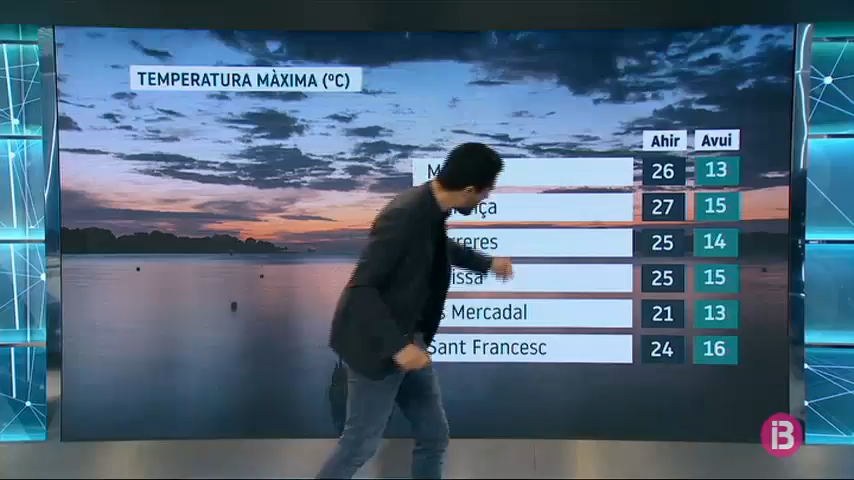 TEMPERATURA MÀXIMA (ºC)
Ahir Avui
26 13
27 15
25 14
25 15
Mercadal 21 13
Sant Francesc 24 16
iB